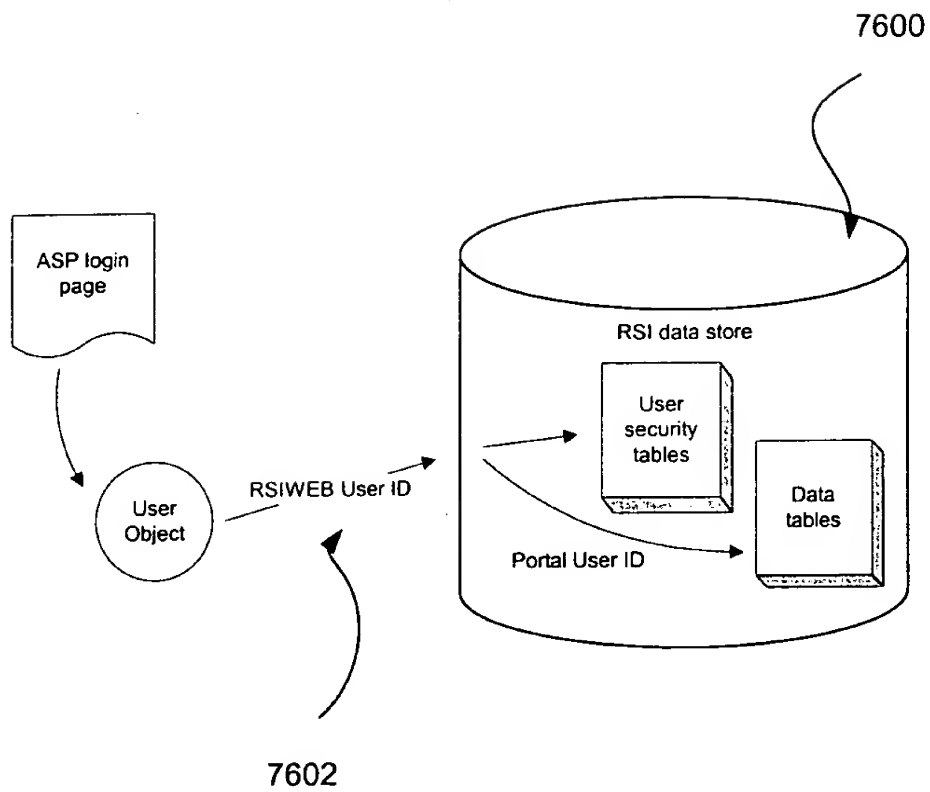 7600
ASP login
page
RSI data store
User
security
tables
RSIWEB User ID
User
Object
Data
tables
Portal User ID
7602